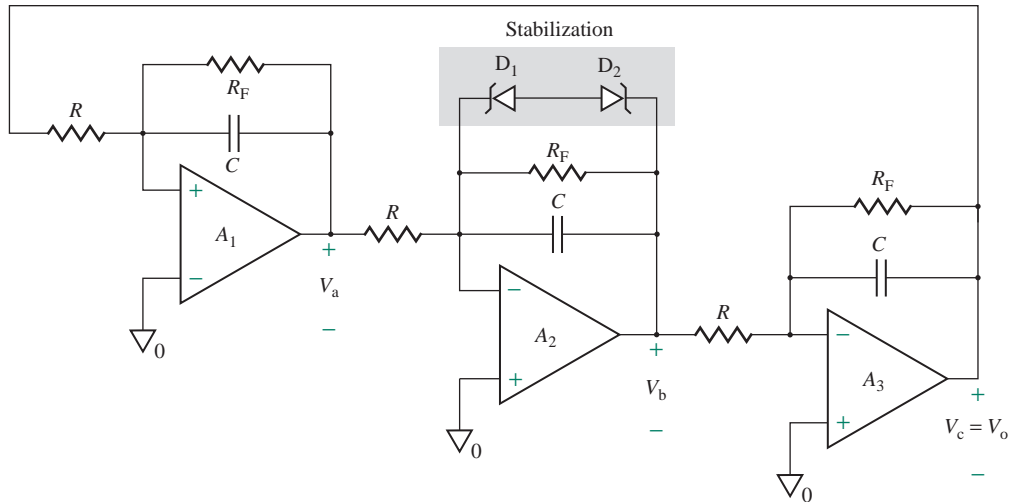 Stabilization
D1 D2
RF
R
C
+
A1
−
0
+
Va
−
R
RF
C
−
A2
+
0
+
Vb
−
R
RF
C
−
A3
+
0
+
Vc = Vo
−